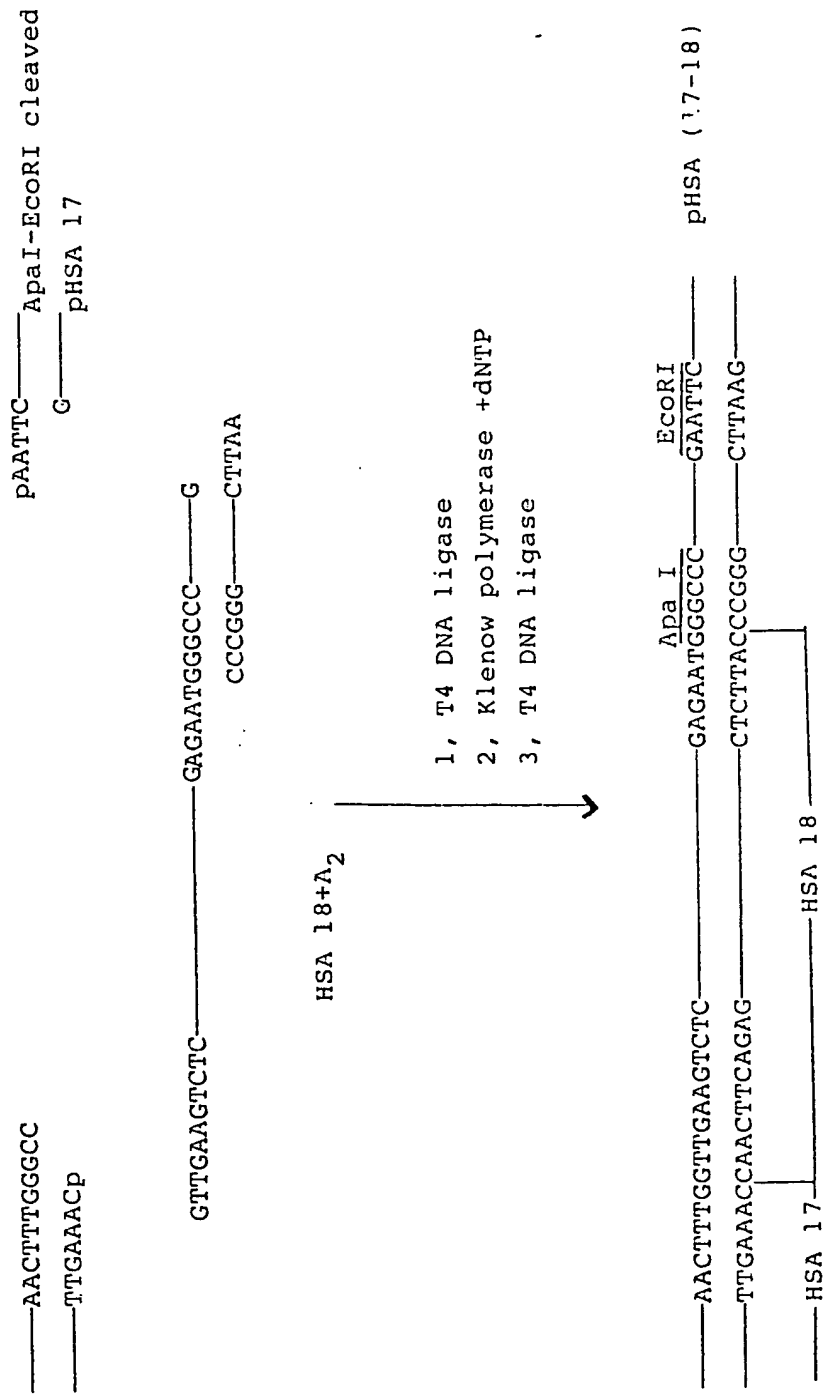 AACTTTGGGCC pAATTC
ApaI-EcoRI cleaved
TTGAAACp G
pHSA 17
GTTGAAGTCTC GAGAATGGGCCC G
CCCGGG CTTAA
HSA 18+A2
1, T4 DNA ligase
2, Klenow polymerase +dNTP
3, T4 DNA ligase
Apa I EcoRI
AACTTTGGTTGAAGTCTC GAGAATGGGCCC GAATTC
pHSA (17-18)
TTGAAACCAACTTCAGAG CTCTTACCCGGG CTTAAG
HSA 17 HSA 18